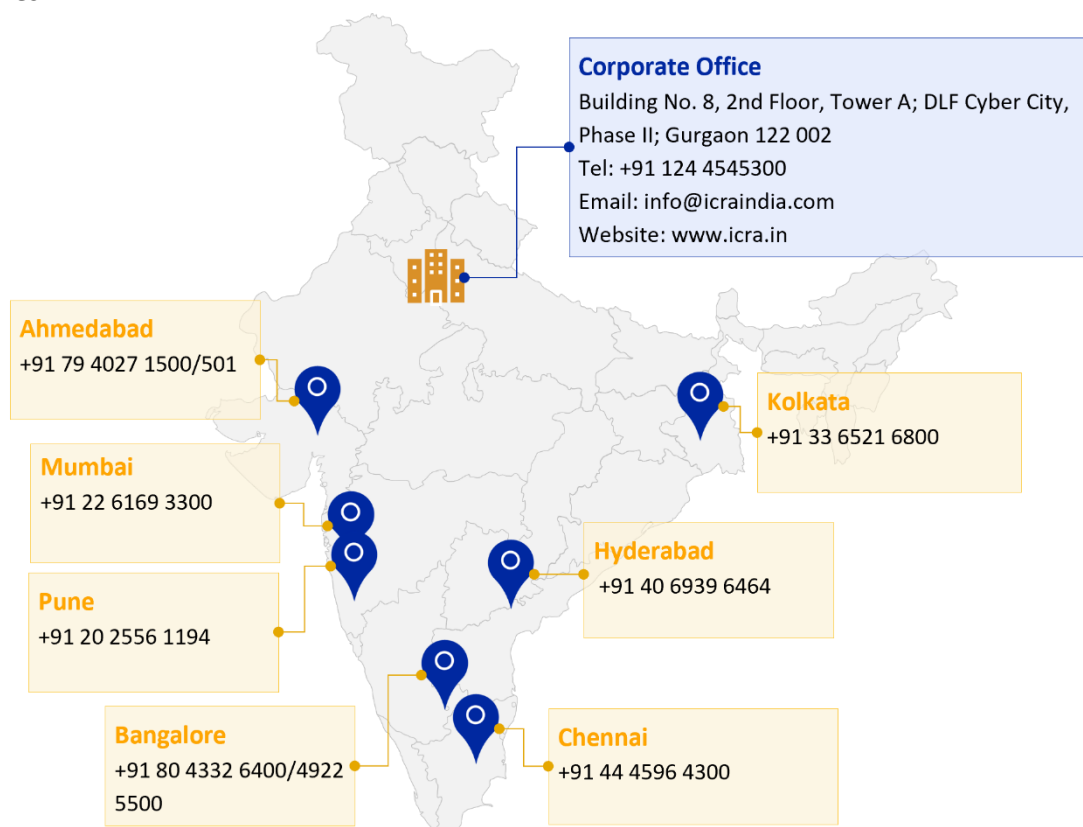 Corporate Office
Building No. 8, 2nd Floor, Tower A; DLF Cyber City,
Phase II; Gurgaon 122 002
Tel: +91 124 4545300
Email: info@icraindia.com
Website: www.icra.in
Ahmedabad
+91 79 4027 1500/501
Kolkata
+91 33 6521 6800
Mumbai
+91 22 6169 3300
Hyderabad
+91 40 6939 6464
Pune
+91 20 2556 1194
Bangalore
+91 80 4332 6400/4922
5500
Chennai
+91 44 4596 4300